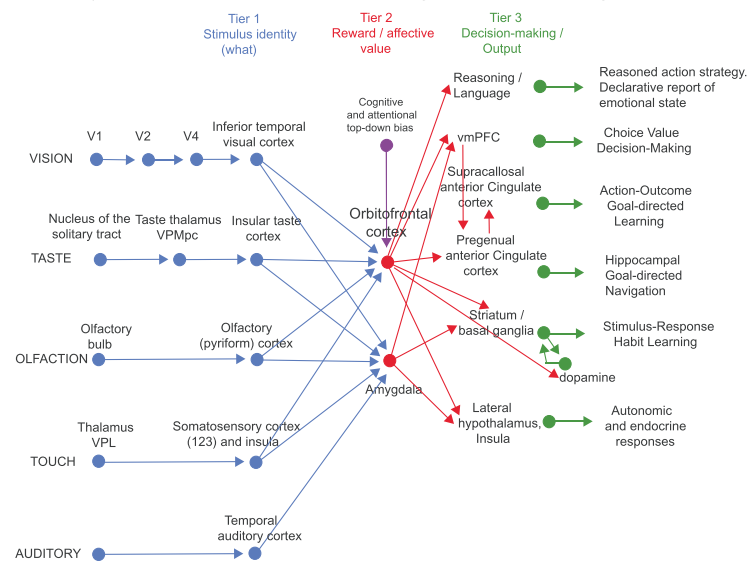 Tier 1
Stimulus identity
(what)
Tier 2
Reward / affective
value
Tier 3
Decision-making /
Output
Cognitive
and attentional
top-down bias
VISION
V1
V2
V4
Inferior temporal
visual cortex
TASTE
Nucleus of the
solitary tract
Taste thalamus
VPMpc
Insular taste
cortex
OLFACTION
Olfactory
bulb
Olfactory
(pyriform) cortex
TOUCH
Thalamus
VPL
Somatosensory cortex
(123) and insula
AUDITORY
Temporal
auditory cortex
Orbitofrontal
cortex
Amygdala
Reasoning /
Language
vmPFC
Supracallosal
anterior Cingulate
cortex
Pregenual
anterior Cingulate
cortex
Striatum /
basal ganglia
dopamine
Lateral
hypothalamus,
Insula
Reasoned action strategy.
Declarative report of
emotional state
Choice Value
Decision-Making
Action-Outcome
Goal-directed
Learning
Hippocampal
Goal-directed
Navigation
Stimulus-Response
Habit Learning
Autonomic
and endocrine
responses